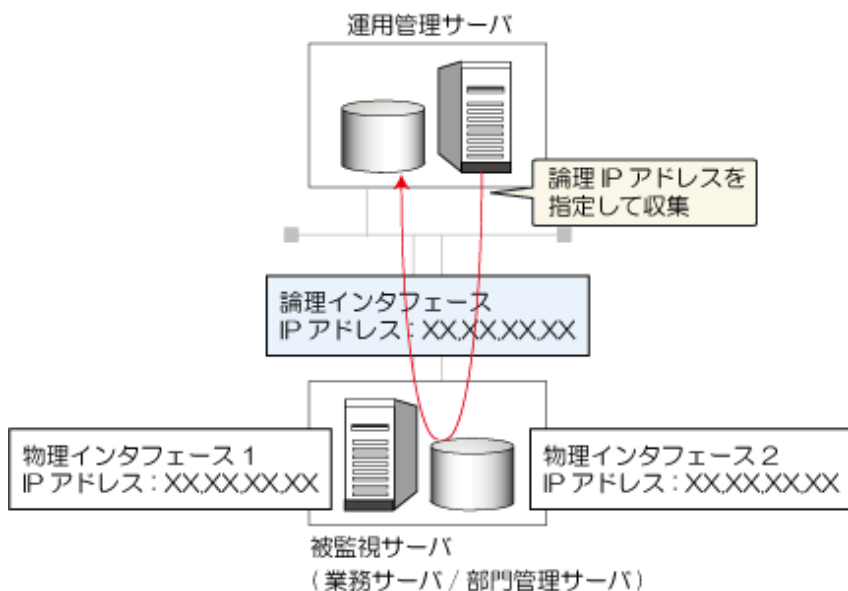 運用管理サーバ
論理 IP アドレスを
指定して収集
論理インタフェース
IP アドレス：XX,XX,XX,XX
物理インタフェース 1
IP アドレス：XX,XX,XX,XX
物理インタフェース 2
IP アドレス：XX,XX,XX,XX
被監視サーバ
( 業務サーバ / 部門管理サーバ )